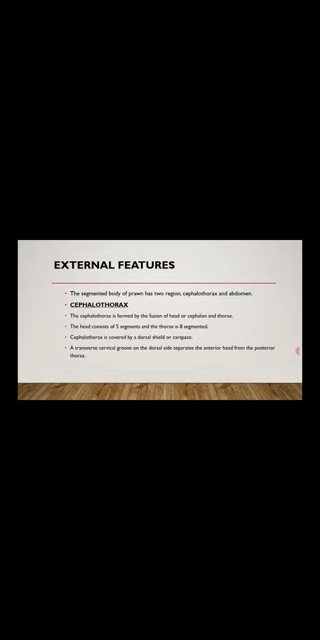 EXTERNAL FEATURES
• The segmented body of prawn has two region, cephalothorax and abdomen.
• CEPHALOTHORAX
• The cephalothorax is formed by the fusion of head or cephalon and thorax.
• The head consists of 5 segments and the thorax is 8 segmented.
• Cephalothorax is covered by a dorsal shield or carapace.
• A transverse cervical groove on the dorsal side separates the anterior head from the posterior
thorax.